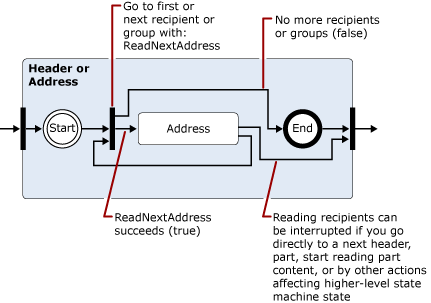 Go to first or
next recipient or
group with:
ReadNextAddress
No more recipients
or groups (false)
Header or
Address
Start
Address
End
ReadNextAddress
succeeds (true)
Reading recipients can
be interrupted if you go
directly to a next header,
part, start reading part
content, or by other actions
affecting higher-level state
machine state